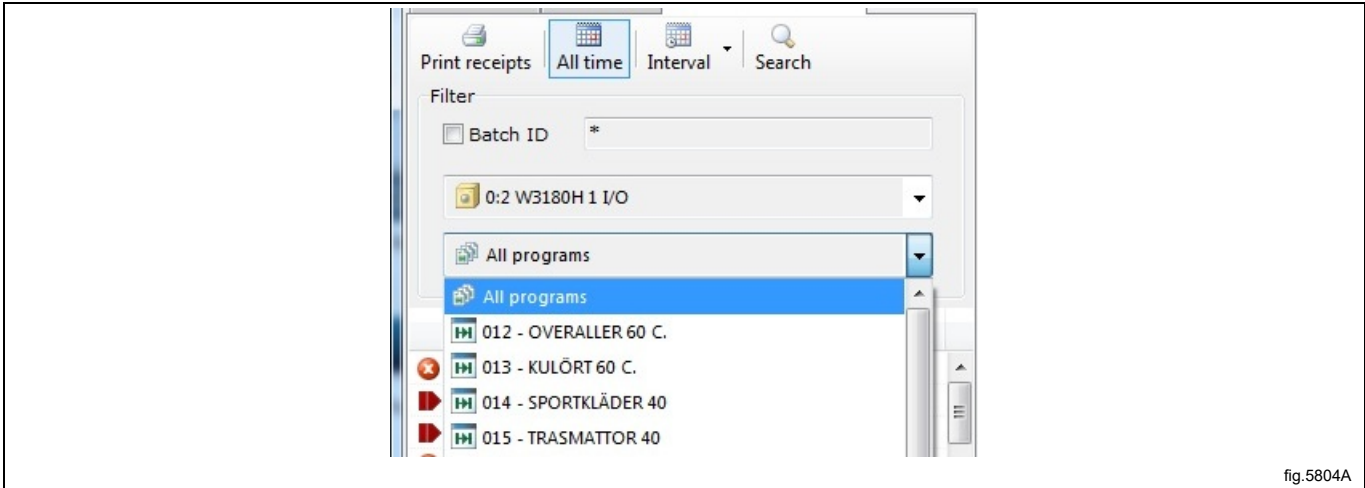 Print receipts All time Interval Search
Filter
Batch ID *
0:2 W3180H 1 I/O
All programs
All programs
012 - OVERALLER 60 C.
013 - KULÖRT 60 C.
014 - SPORTKLÄDER 40
015 - TRASMATTOR 40
fig.5804A